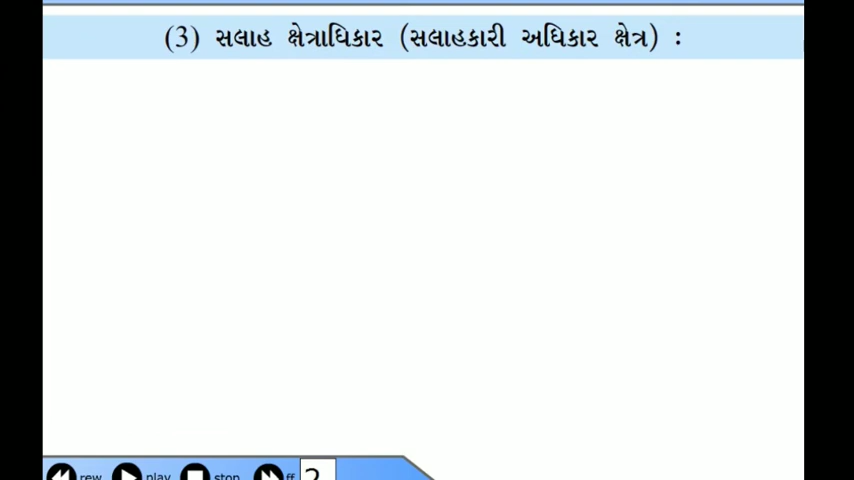 (3) સલાહ ક્ષેત્રાધિકાર (સલાહકારી અધિકાર ક્ષેત્ર) :
rew play stop ff 2